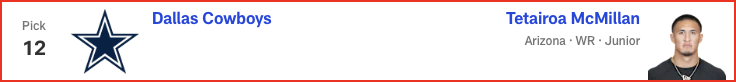 Pick
12
Dallas Cowboys
Tetairoa McMillan
Arizona · WR · Junior